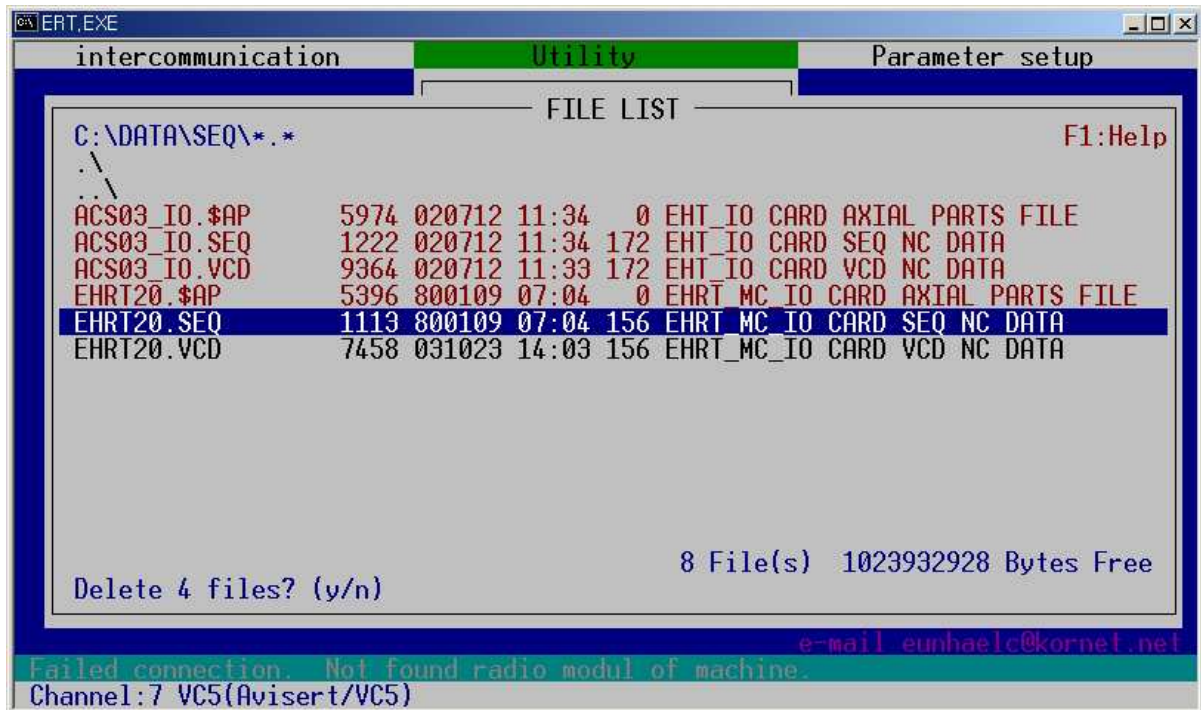 ERT,EXE
intercommunication Utility Parameter setup
FILE LIST
C:\DATA\SEQ\*.* F1:Help
.\
..\
ACS03_IO.$AP 5974 020712 11:34 0 EHT_IO CARD AXIAL PARTS FILE
ACS03_IO.SEQ 1222 020712 11:34 172 EHT_IO CARD SEQ NC DATA
ACS03_IO.VCD 9364 020712 11:33 172 EHT_IO CARD VCD NC DATA
EHRT20.$AP 5396 800109 07:04 0 EHRT_MC_IO CARD AXIAL PARTS FILE
EHRT20.SEQ 1113 800109 07:04 156 EHRT_MC_IO CARD SEQ NC DATA
EHRT20.VCD 7458 031023 14:03 156 EHRT_MC_IO CARD VCD NC DATA
8 File(s) 1023932928 Bytes Free
Delete 4 files? (y/n)
e-mail eunhaelc@kornet.net
Failed connection. Not found radio modul of machine.
Channel:7 VC5(Avisert/VC5)